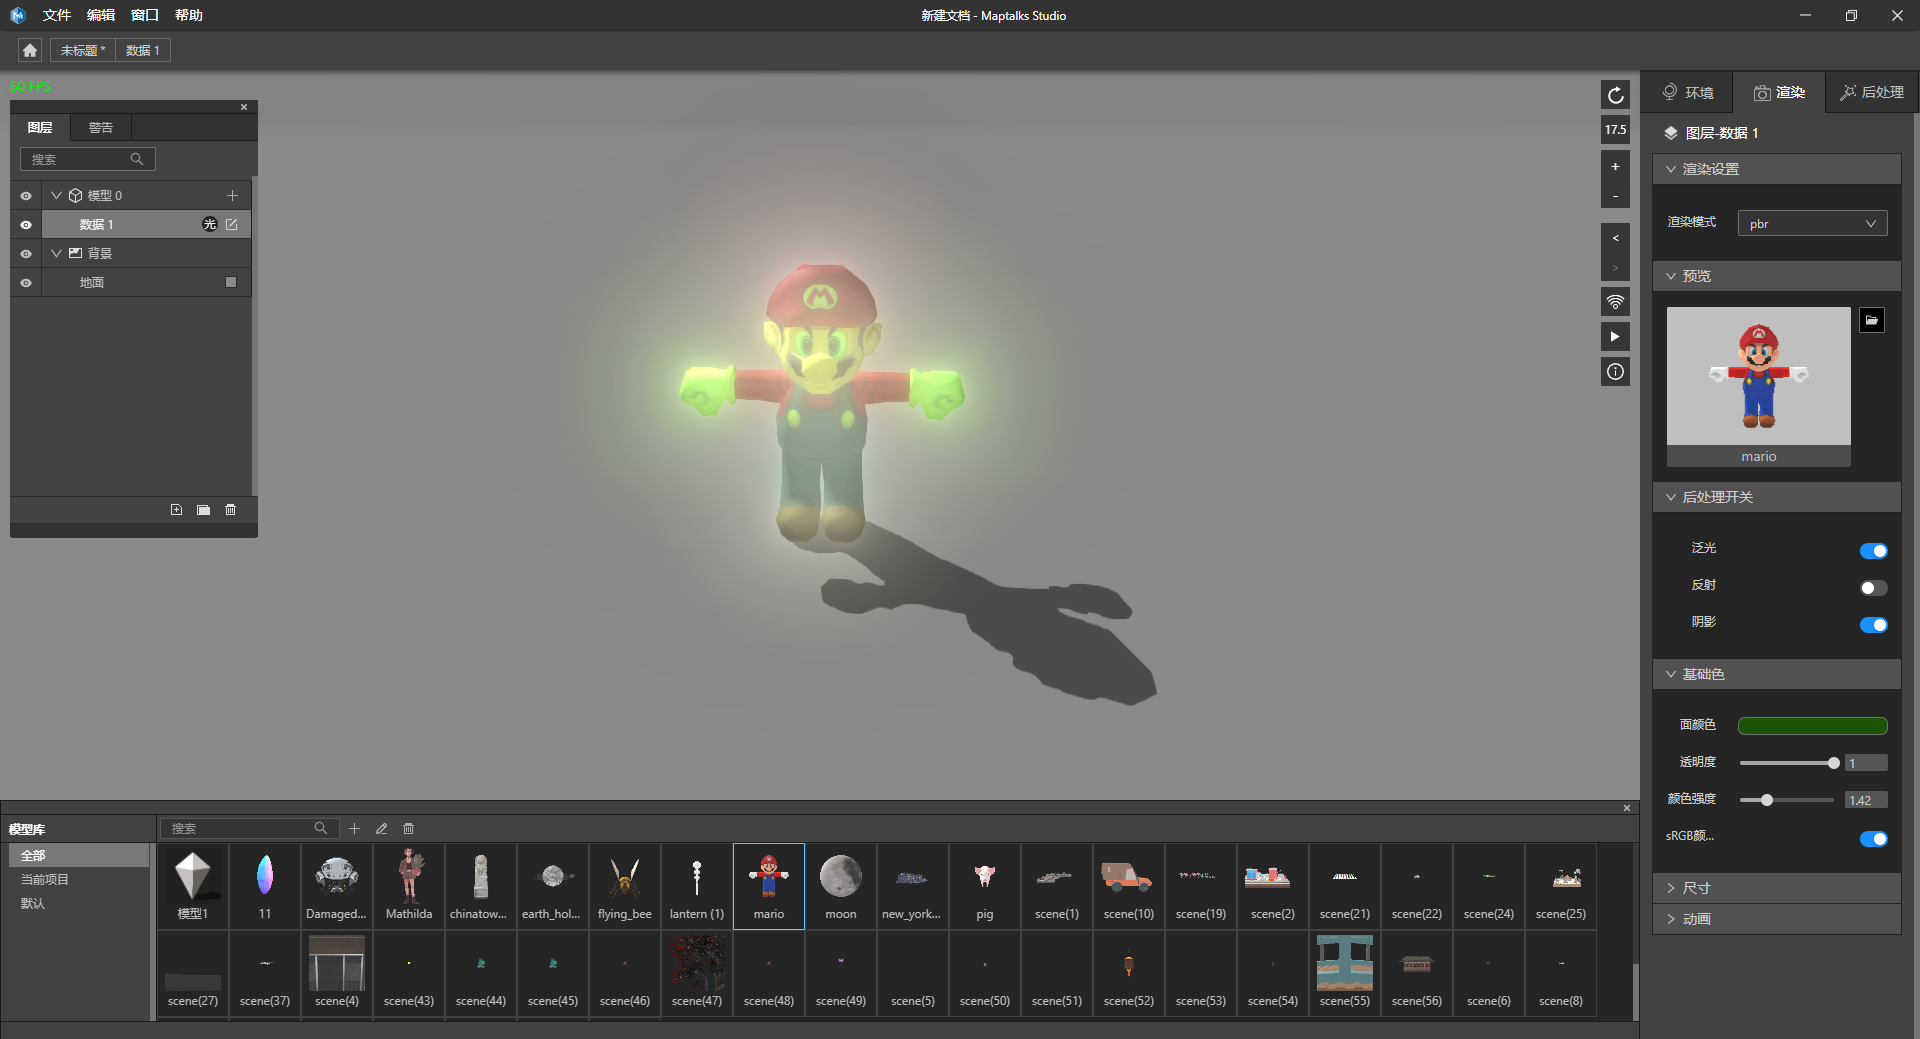 文件 编辑 窗口 帮助
新建文档 - Maptalks Studio
未标题 * 数据 1
60 FPS
图层 警告
搜索
模型 0
数据 1 光
背景
地面
17.5
+
-
<
>
环境 渲染 后处理
图层-数据 1
渲染设置
渲染模式 pbr
预览
mario
后处理开关
泛光
反射
阴影
基础色
面颜色
透明度 1
颜色强度 1.42
sRGB颜...
尺寸
动画
模型库
搜索
全部
当前项目
默认
模型1 11 Damaged... Mathilda chinatow... earth_hol... flying_bee lantern (1) mario moon new_york... pig scene(1) scene(10) scene(19) scene(2) scene(21) scene(22) scene(24) scene(25)
scene(27) scene(37) scene(4) scene(43) scene(44) scene(45) scene(46) scene(47) scene(48) scene(49) scene(5) scene(50) scene(51) scene(52) scene(53) scene(54) scene(55) scene(56) scene(6) scene(8)